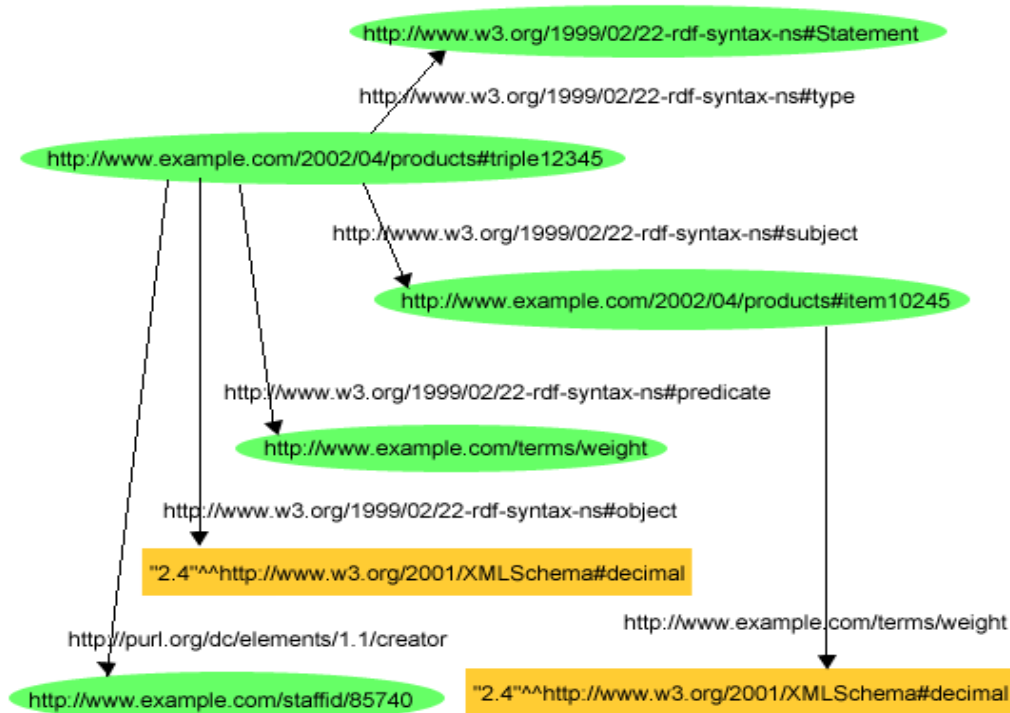 http://www.w3.org/1999/02/22-rdf-syntax-ns#Statement
http://www.w3.org/1999/02/22-rdf-syntax-ns#type
http://www.example.com/2002/04/products#triple12345
http://www.w3.org/1999/02/22-rdf-syntax-ns#subject
http://www.example.com/2002/04/products#item10245
http://www.w3.org/1999/02/22-rdf-syntax-ns#predicate
http://www.example.com/terms/weight
http://www.w3.org/1999/02/22-rdf-syntax-ns#object
"2.4"^^http://www.w3.org/2001/XMLSchema#decimal
http://www.example.com/terms/weight
http://purl.org/dc/elements/1.1/creator
http://www.example.com/staffid/85740
"2.4"^^http://www.w3.org/2001/XMLSchema#decimal